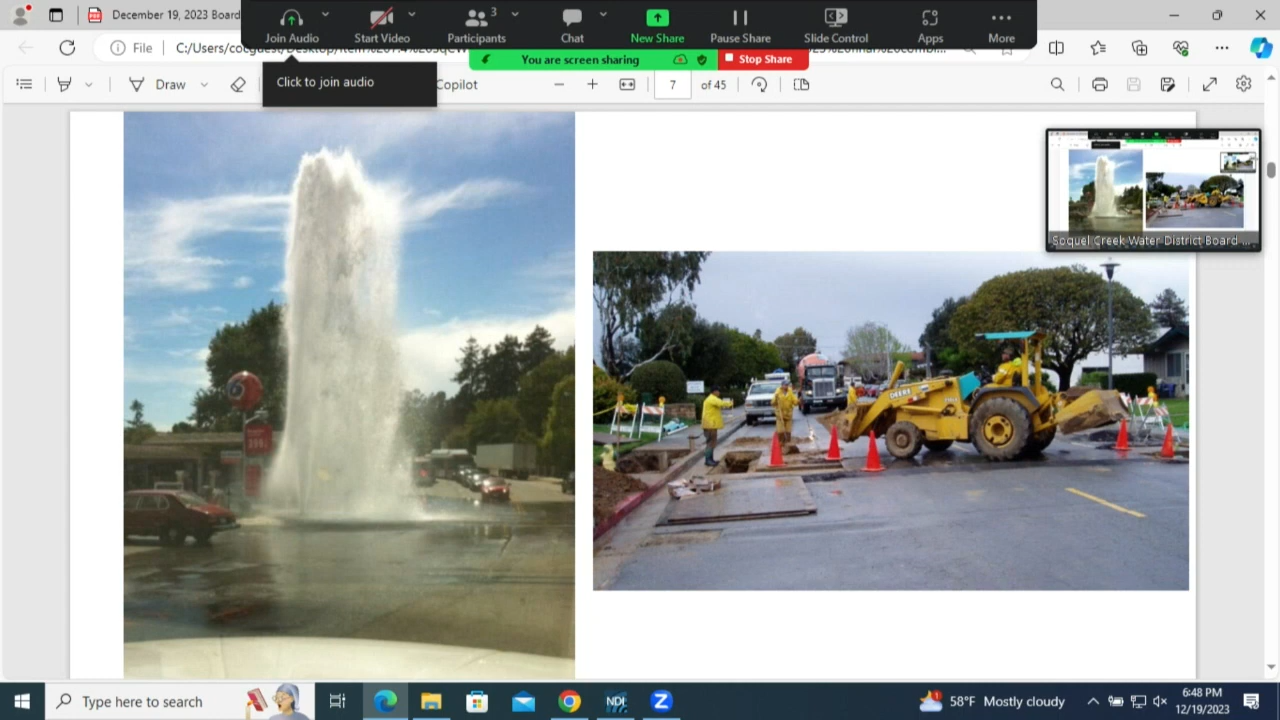 December 19, 2023 Board
3
Join Audio
Start Video
Participants
Chat
New Share
Pause Share
Slide Control
Apps
More
File
You are screen sharing
Stop Share
Click to join audio
Draw
Copilot
7
of 45
Soquel Creek Water District Board ...
DEERE
Type here to search
NDI
58°F Mostly cloudy
6:48 PM
12/19/2023